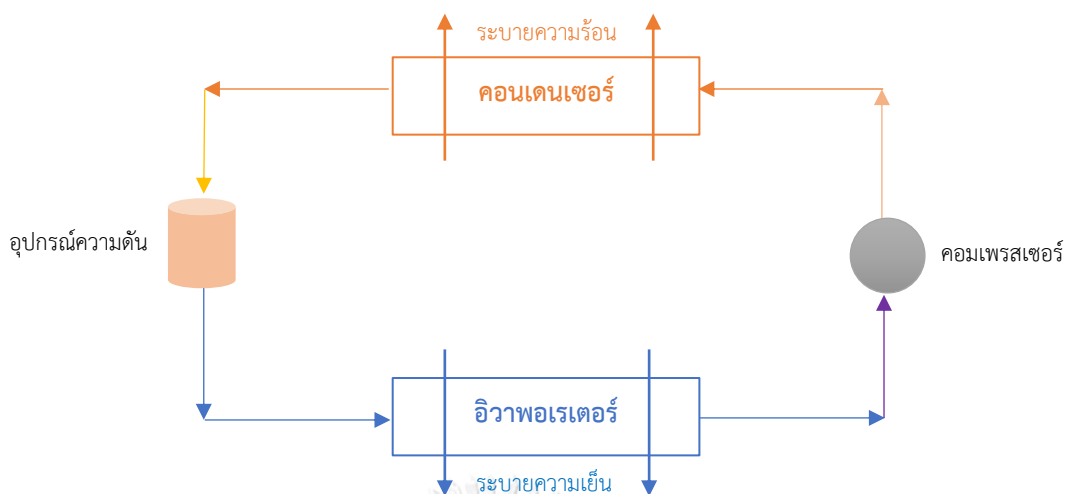 ระบายความร้อน
คอนเดนเซอร์
อุปกรณ์ความดัน
คอมเพรสเซอร์
อิวาพอเรเตอร์
ระบายความเย็น